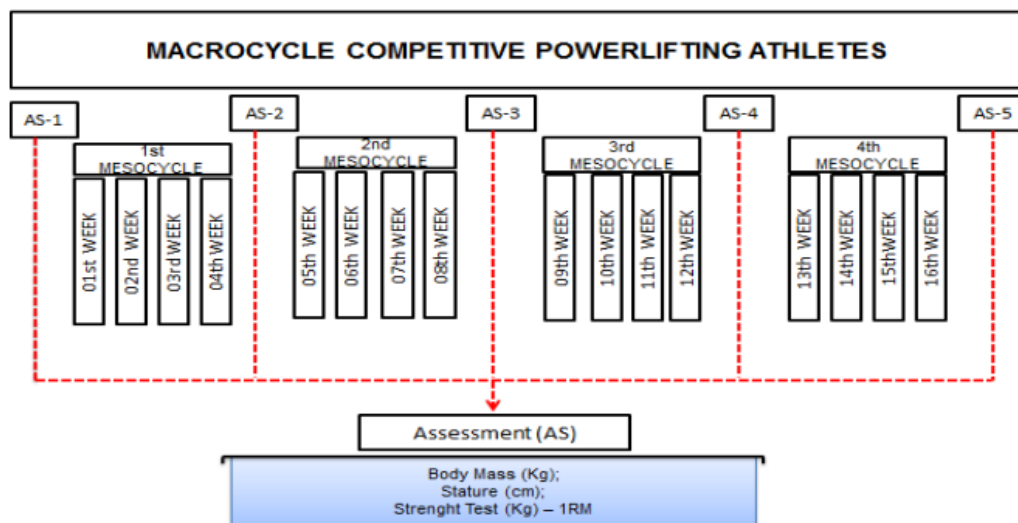 MACROCYCLE COMPETITIVE POWERLIFTING ATHLETES
AS-1
AS-2
AS-3
AS-4
AS-5
1st
MESOCYCLE
01st WEEK
02nd WEEK
03rd WEEK
04th WEEK
2nd
MESOCYCLE
05th WEEK
06th WEEK
07th WEEK
08th WEEK
3rd
MESOCYCLE
09th WEEK
10th WEEK
11th WEEK
12th WEEK
4th
MESOCYCLE
13th WEEK
14th WEEK
15thWEEK
16th WEEK
Assessment (AS)
Body Mass (Kg);
Stature (cm);
Strenght Test (Kg) – 1RM